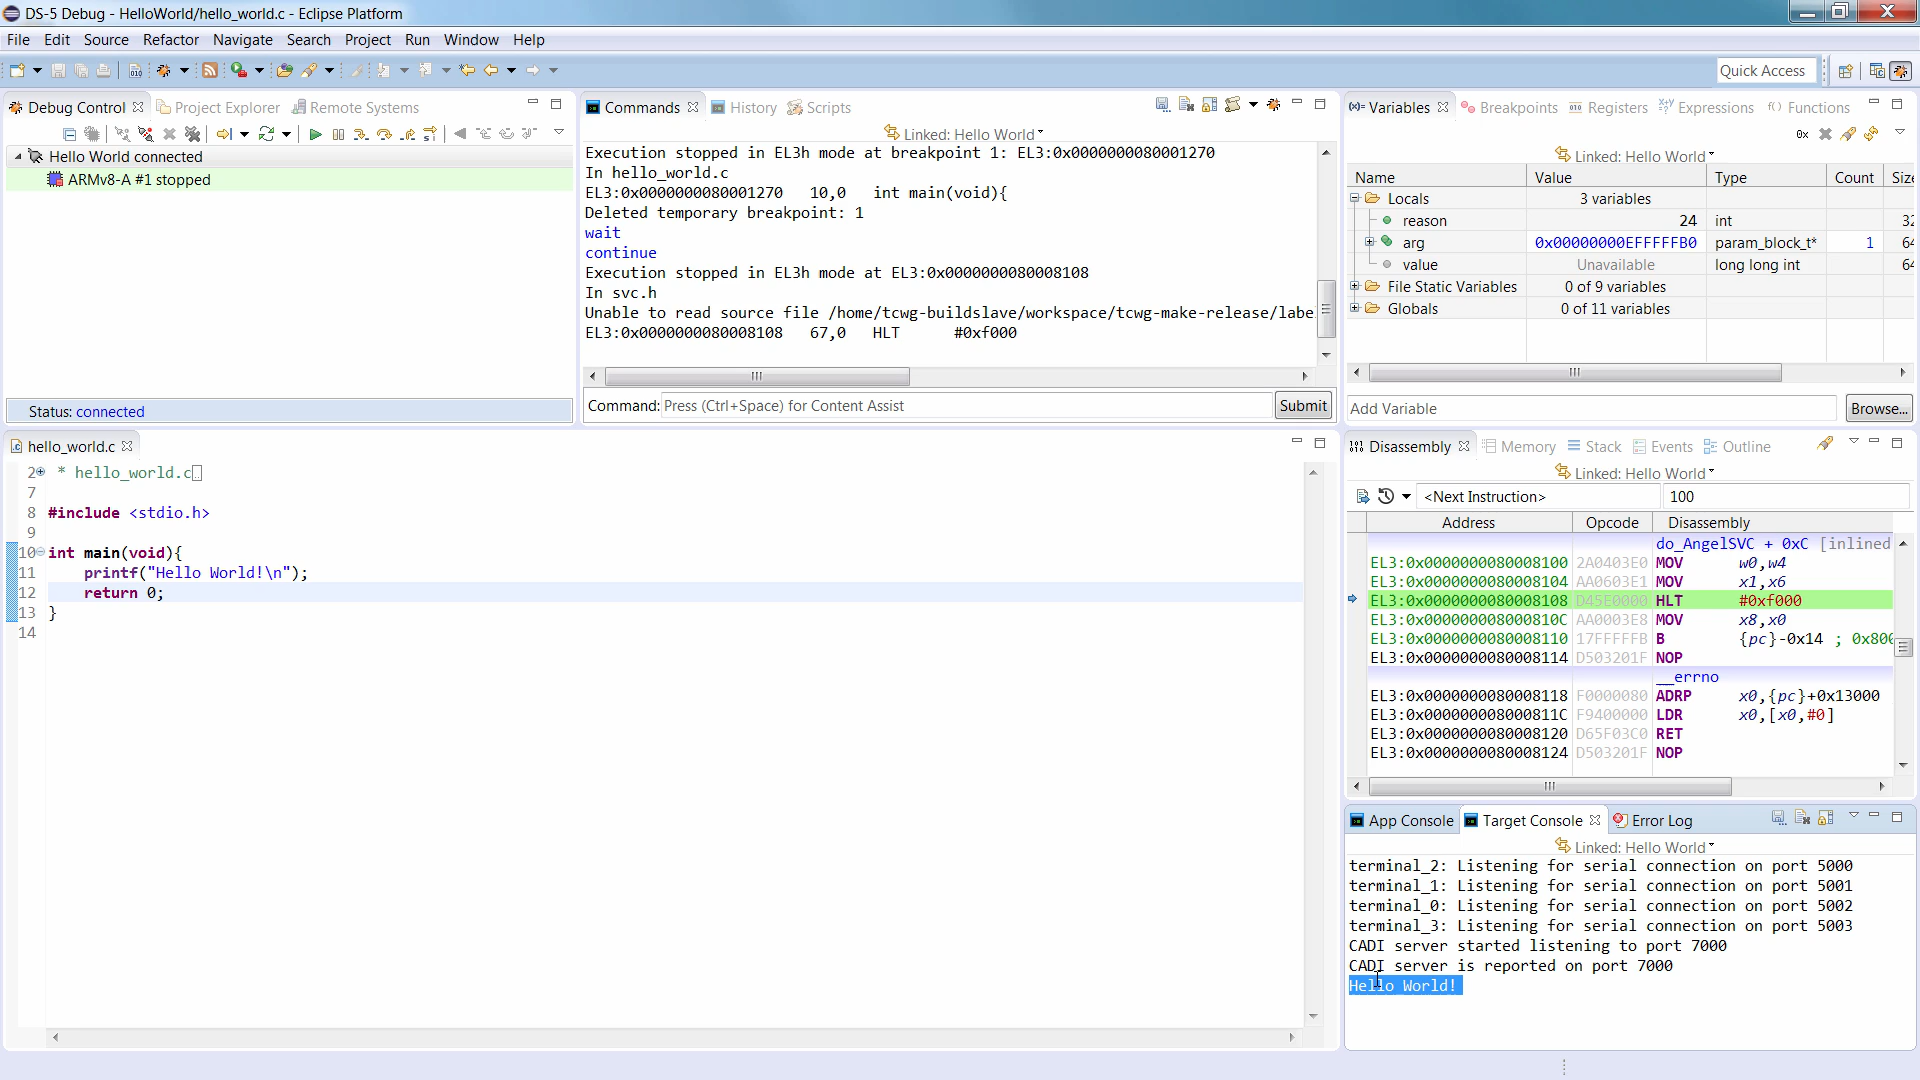 DS-5 Debug - HelloWorld/hello_world.c - Eclipse Platform
File Edit Source Refactor Navigate Search Project Run Window Help
Quick Access
Debug Control Project Explorer Remote Systems
Hello World connected
ARMv8-A #1 stopped
Status: connected
Commands History Scripts
Linked: Hello World
Execution stopped in EL3h mode at breakpoint 1: EL3:0x0000000080001270
In hello_world.c
EL3:0x0000000080001270 10,0 int main(void){
Deleted temporary breakpoint: 1
wait
continue
Execution stopped in EL3h mode at EL3:0x0000000080008108
In svc.h
Unable to read source file /home/tcwg-buildslave/workspace/tcwg-make-release/labe
EL3:0x0000000080008108 67,0 HLT #0xf000
Command: Press (Ctrl+Space) for Content Assist Submit
Variables Breakpoints Registers Expressions Functions
0x
Linked: Hello World
Name Value Type Count Size
Locals 3 variables
reason 24 int 32
arg 0x00000000EFFFFFB0 param_block_t* 1 64
value Unavailable long long int 64
File Static Variables 0 of 9 variables
Globals 0 of 11 variables
Add Variable Browse...
hello_world.c
2 * hello_world.c
7
8 #include <stdio.h>
9
10 int main(void){
11 printf("Hello World!\n");
12 return 0;
13 }
14
Disassembly Memory Stack Events Outline
Linked: Hello World
<Next Instruction> 100
Address Opcode Disassembly
do_AngelSVC + 0xC [inlined
EL3:0x0000000080008100 2A0403E0 MOV w0,w4
EL3:0x0000000080008104 AA0603E1 MOV x1,x6
EL3:0x0000000080008108 D45E0000 HLT #0xf000
EL3:0x000000008000810C AA0003E8 MOV x8,x0
EL3:0x0000000080008110 17FFFFFB B {pc}-0x14 ; 0x800
EL3:0x0000000080008114 D503201F NOP
__errno
EL3:0x0000000080008118 F0000080 ADRP x0,{pc}+0x13000
EL3:0x000000008000811C F9400000 LDR x0,[x0,#0]
EL3:0x0000000080008120 D65F03C0 RET
EL3:0x0000000080008124 D503201F NOP
App Console Target Console Error Log
Linked: Hello World
terminal_2: Listening for serial connection on port 5000
terminal_1: Listening for serial connection on port 5001
terminal_0: Listening for serial connection on port 5002
terminal_3: Listening for serial connection on port 5003
CADI server started listening to port 7000
CADI server is reported on port 7000
Hello World!